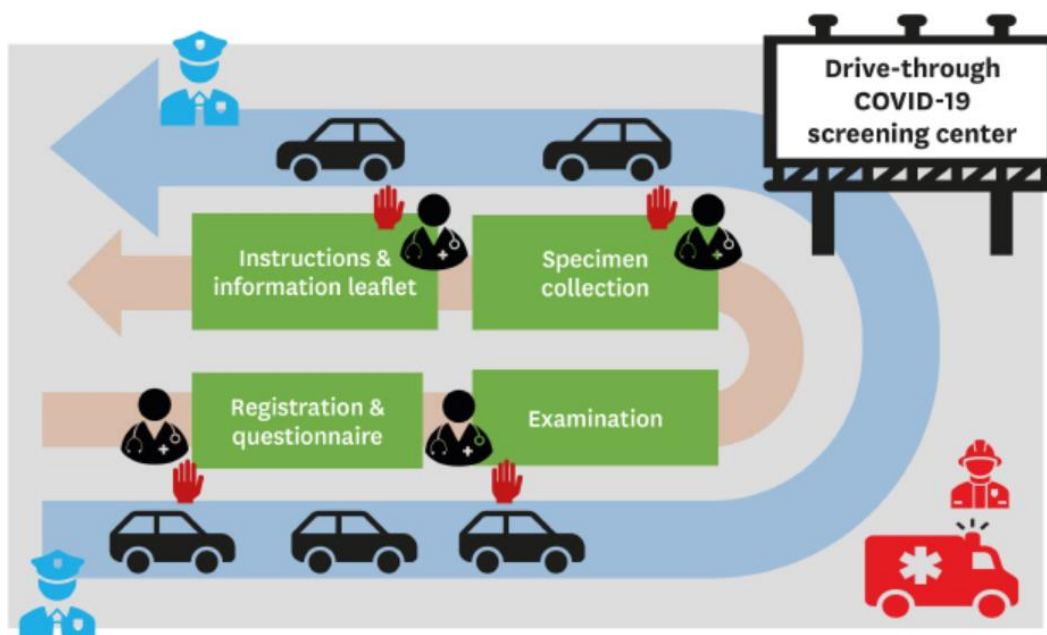 Drive-through
COVID-19
screening center
Instructions &
information leaflet
Specimen
collection
Registration &
questionnaire
Examination